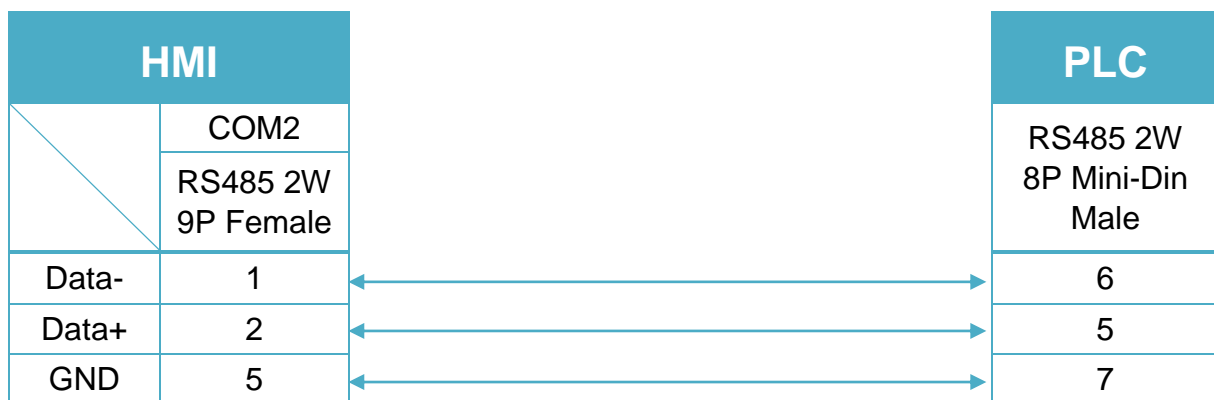 HMI
PLC
COM2
RS485 2W
9P Female
RS485 2W
8P Mini-Din
Male
Data-
1
6
Data+
2
5
GND
5
7